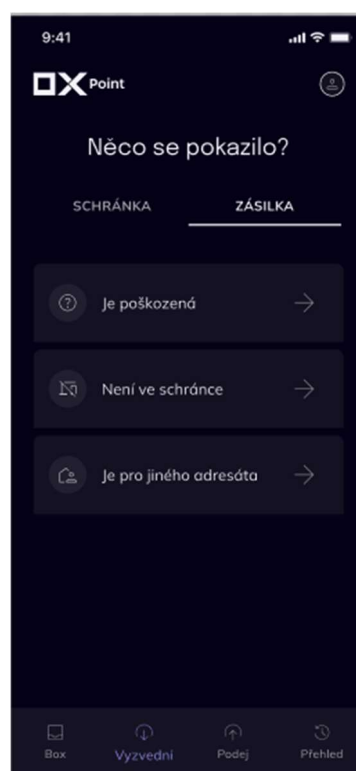 9:41
OX Point
Něco se pokazilo?
SCHRÁNKA ZÁSILKA
Je poškozená
Není ve schránce
Je pro jiného adresáta
Box Vyzvedni Podej Přehled